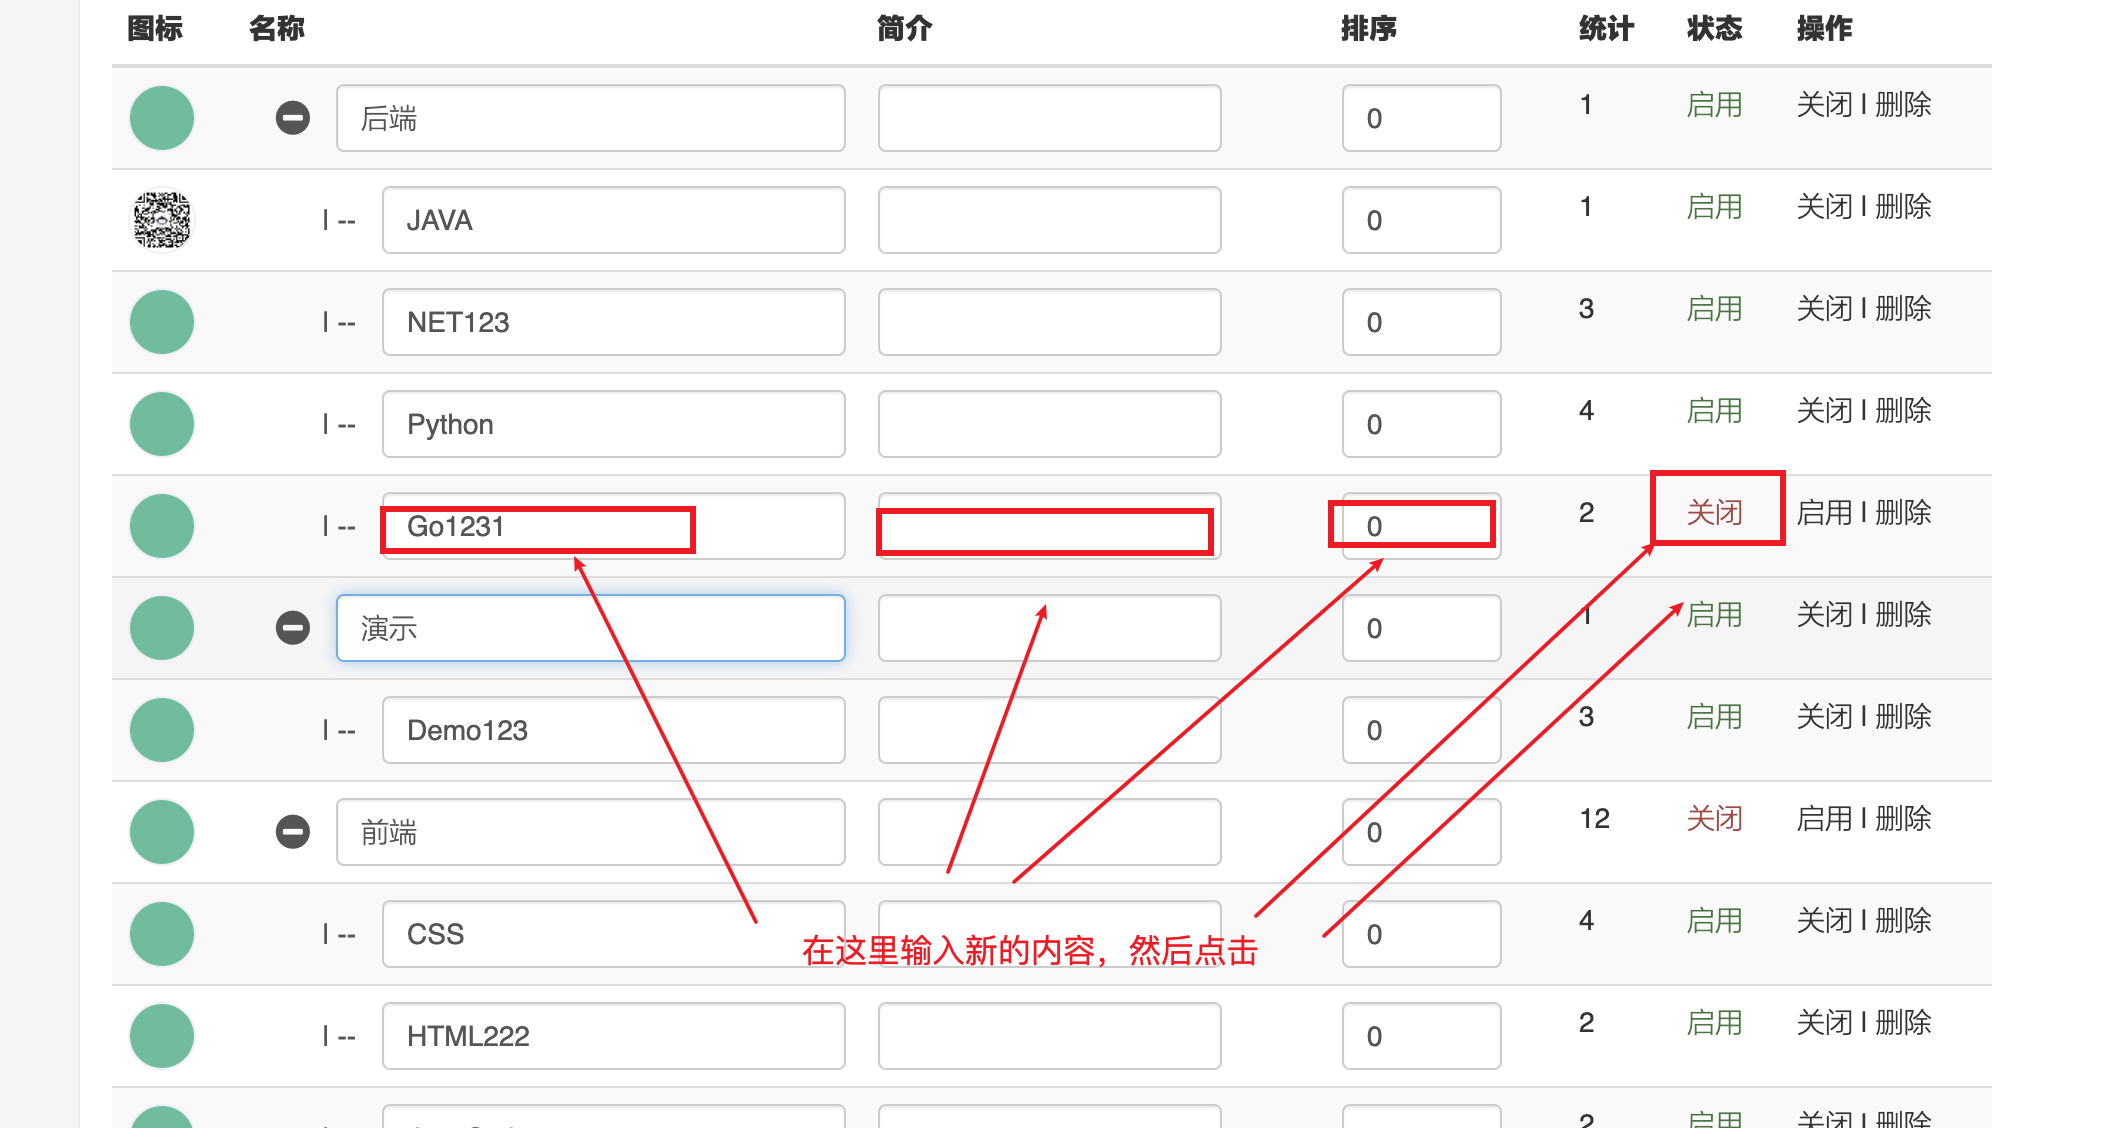 图标 名称 简介 排序 统计 状态 操作
后端 0 1 启用 关闭 | 删除
| -- JAVA 0 1 启用 关闭 | 删除
| -- NET123 0 3 启用 关闭 | 删除
| -- Python 0 4 启用 关闭 | 删除
| -- Go1231 0 2 关闭 启用 | 删除
演示 0 1 启用 关闭 | 删除
| -- Demo123 0 3 启用 关闭 | 删除
前端 0 12 关闭 启用 | 删除
| -- CSS 0 4 启用 关闭 | 删除
在这里输入新的内容，然后点击
| -- HTML222 0 2 启用 关闭 | 删除
2 启用 关闭 | 删除